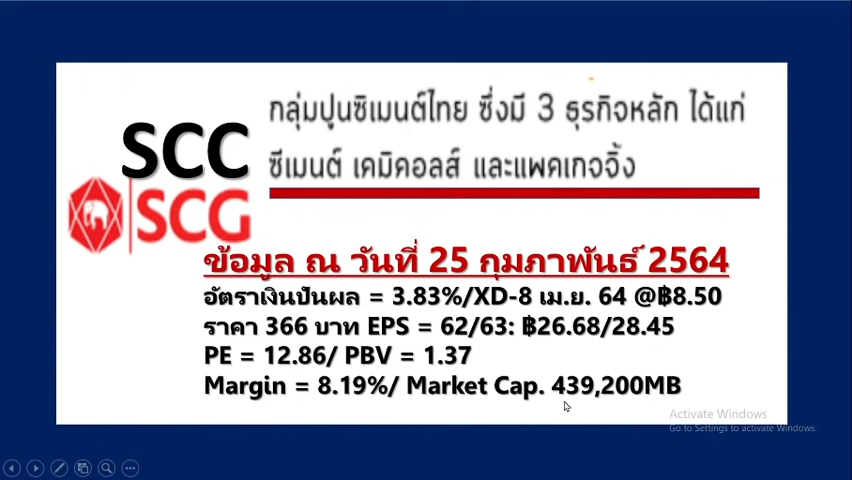 SCC
SCG
กลุ่มปูนซิเมนต์ไทย ซึ่งมี 3 ธุรกิจหลัก ได้แก่
ซีเมนต์ เคมิคอลส์ และแพคเกจจิ้ง
ข้อมูล ณ วันที่ 25 กุมภาพันธ์ 2564
อัตราเงินปันผล = 3.83%/XD-8 เม.ย. 64 @฿8.50
ราคา 366 บาท EPS = 62/63: ฿26.68/28.45
PE = 12.86/ PBV = 1.37
Margin = 8.19%/ Market Cap. 439,200MB
Activate Windows
Go to Settings to activate Windows.